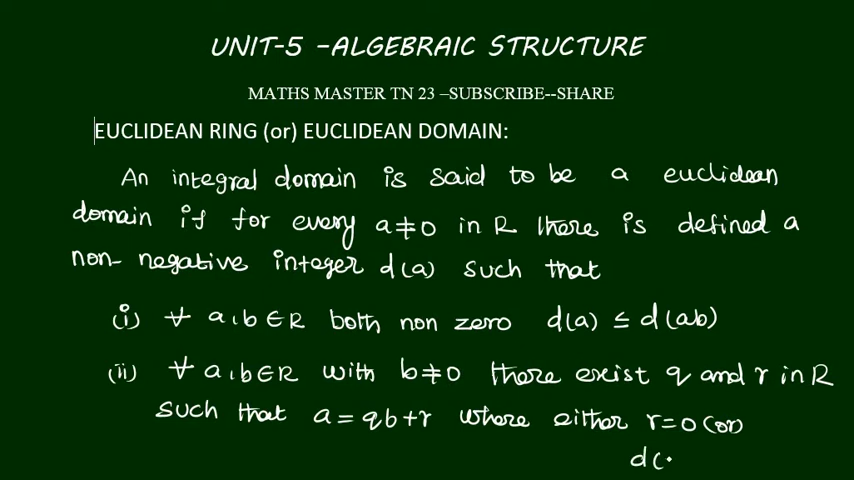 UNIT-5 -ALGEBRAIC STRUCTURE
MATHS MASTER TN 23 –SUBSCRIBE--SHARE
EUCLIDEAN RING (or) EUCLIDEAN DOMAIN:
An integral domain is said to be a euclidean
domain if for every a≠0 in R there is defined a
non-negative integer d(a) such that
(i) ∀ a,b∈R both non zero d(a) ≤ d(ab)
(ii) ∀ a,b∈R with b≠0 there exist q and r in R
such that a = qb+r where either r=0 (or)
d(